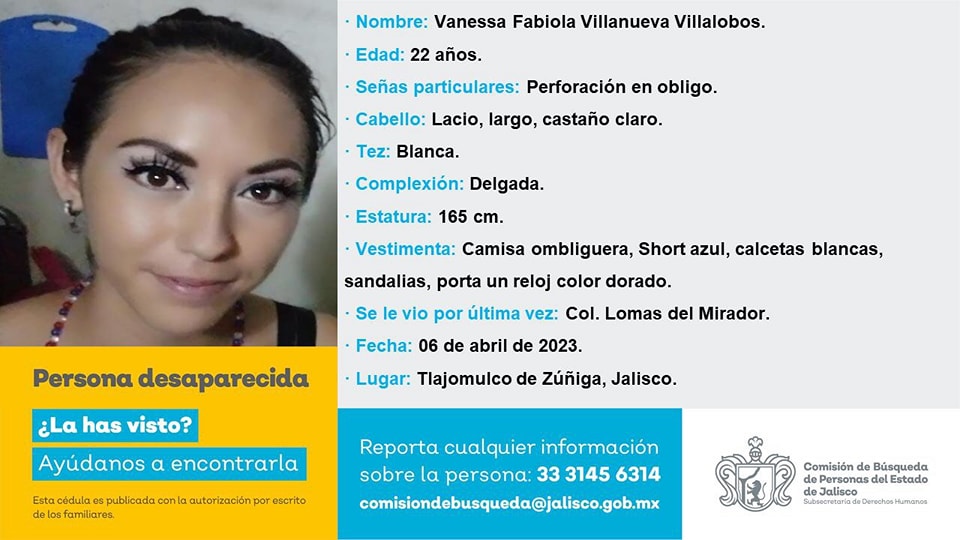 · Nombre: Vanessa Fabiola Villanueva Villalobos.
· Edad: 22 años.
· Señas particulares: Perforación en obligo.
· Cabello: Lacio, largo, castaño claro.
· Tez: Blanca.
· Complexión: Delgada.
· Estatura: 165 cm.
· Vestimenta: Camisa ombliguera, Short azul, calcetas blancas,
sandalias, porta un reloj color dorado.
· Se le vio por última vez: Col. Lomas del Mirador.
· Fecha: 06 de abril de 2023.
· Lugar: Tlajomulco de Zúñiga, Jalisco.
Persona desaparecida
¿La has visto?
Ayúdanos a encontrarla
Esta cédula es publicada con la autorización por escrito
de los familiares.
Reporta cualquier información
sobre la persona: 33 3145 6314
comisiondebusqueda@jalisco.gob.mx
Comisión de Búsqueda
de Personas del Estado
de Jalisco
Subsecretaría de Derechos Humanos